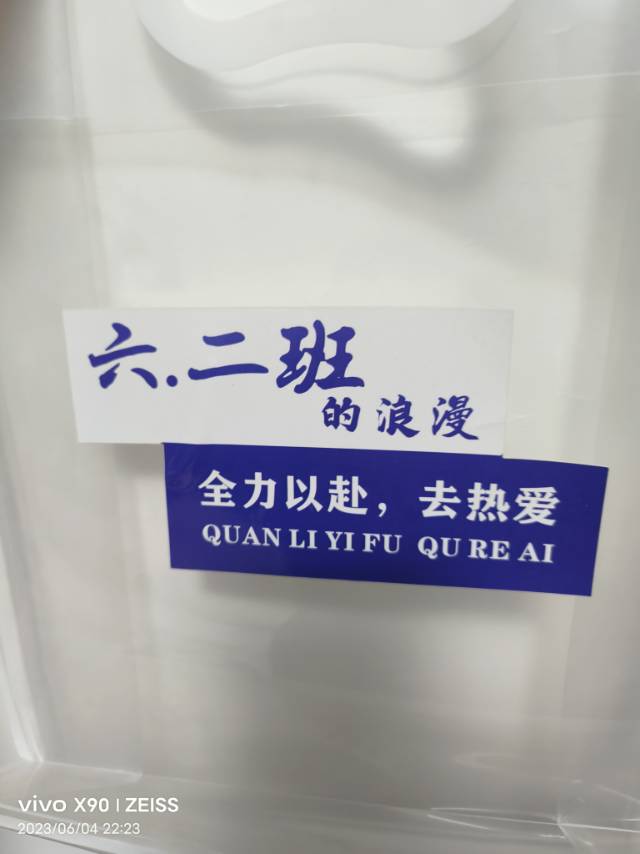 六.二班
的浪漫
全力以赴，去热爱
QUAN LI YI FU QU RE AI
vivo X90 | ZEISS
2023/06/04 22:23